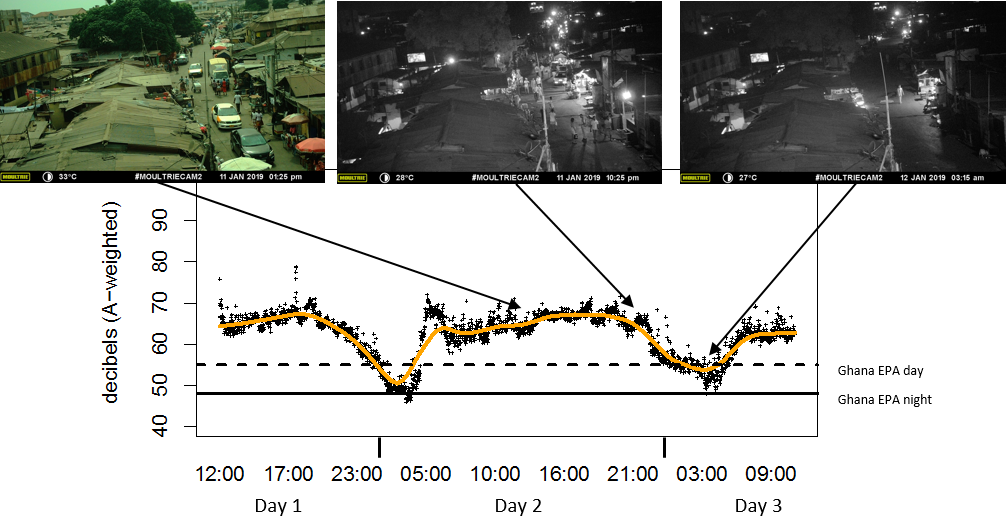 MOULTRIE 33°C #MOULTRIECAM2 11 JAN 2019 01:25 pm
MOULTRIE 28°C #MOULTRIECAM2 11 JAN 2019 10:25 pm
MOULTRIE 27°C #MOULTRIECAM2 12 JAN 2019 03:15 am
decibels (A−weighted)
90
80
70
60
50
40
Ghana EPA day
Ghana EPA night
12:00 17:00 23:00 05:00 10:00 16:00 21:00 03:00 09:00
Day 1 Day 2 Day 3